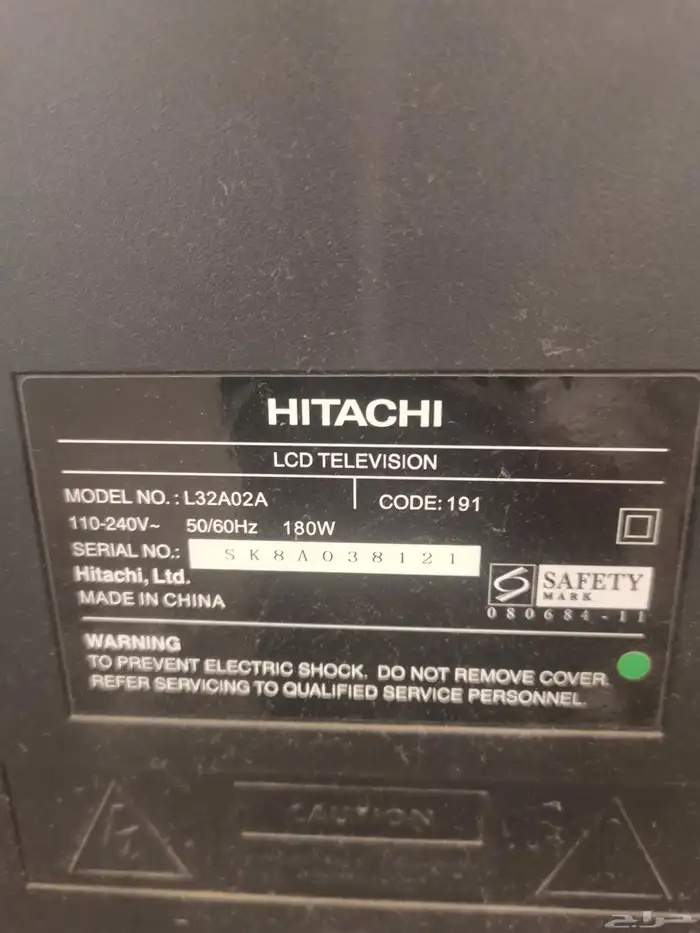 HITACHI
LCD TELEVISION
MODEL NO.: L32A02A CODE: 191
110-240V~ 50/60Hz 180W
SERIAL NO.: SK8A038121
Hitachi, Ltd.
MADE IN CHINA
SAFETY
MARK
080684-11
WARNING
TO PREVENT ELECTRIC SHOCK, DO NOT REMOVE COVER.
REFER SERVICING TO QUALIFIED SERVICE PERSONNEL.
CAUTION
حراج